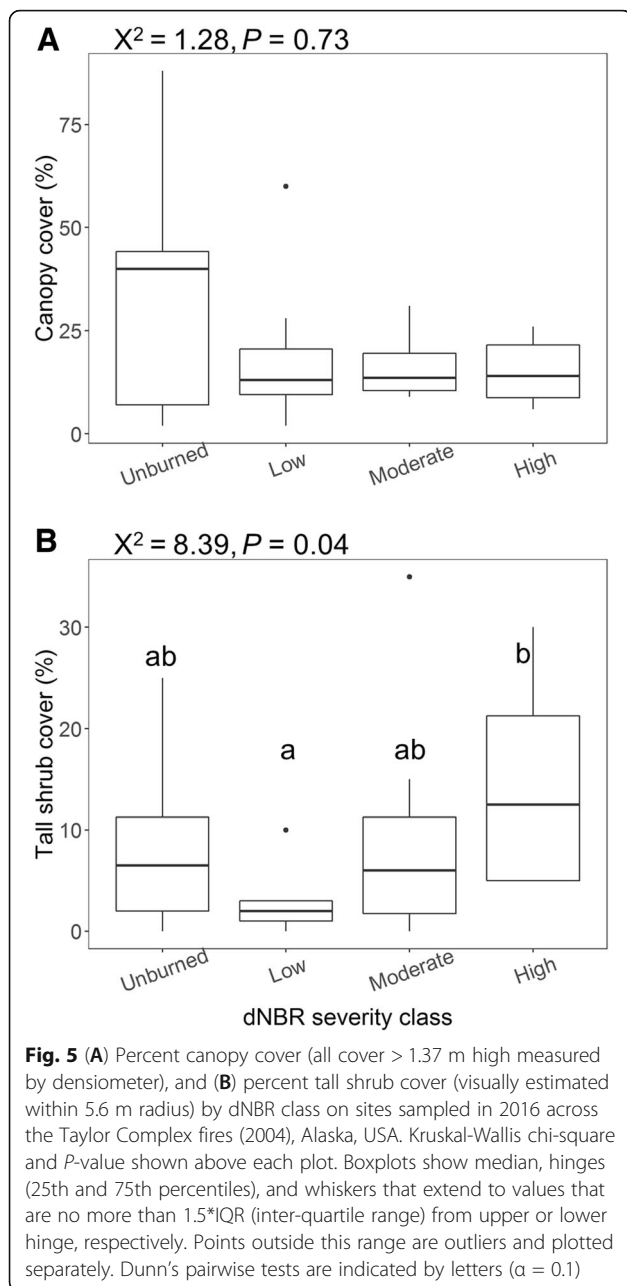 A X² = 1.28, P = 0.73
Canopy cover (%)
75
50
25
0
Unburned Low Moderate High
B X² = 8.39, P = 0.04
Tall shrub cover (%)
30
20
10
0
ab a ab b
Unburned Low Moderate High
dNBR severity class
Fig. 5 (A) Percent canopy cover (all cover > 1.37 m high measured
by densiometer), and (B) percent tall shrub cover (visually estimated
within 5.6 m radius) by dNBR class on sites sampled in 2016 across
the Taylor Complex fires (2004), Alaska, USA. Kruskal-Wallis chi-square
and P-value shown above each plot. Boxplots show median, hinges
(25th and 75th percentiles), and whiskers that extend to values that
are no more than 1.5*IQR (inter-quartile range) from upper or lower
hinge, respectively. Points outside this range are outliers and plotted
separately. Dunn’s pairwise tests are indicated by letters (α = 0.1)